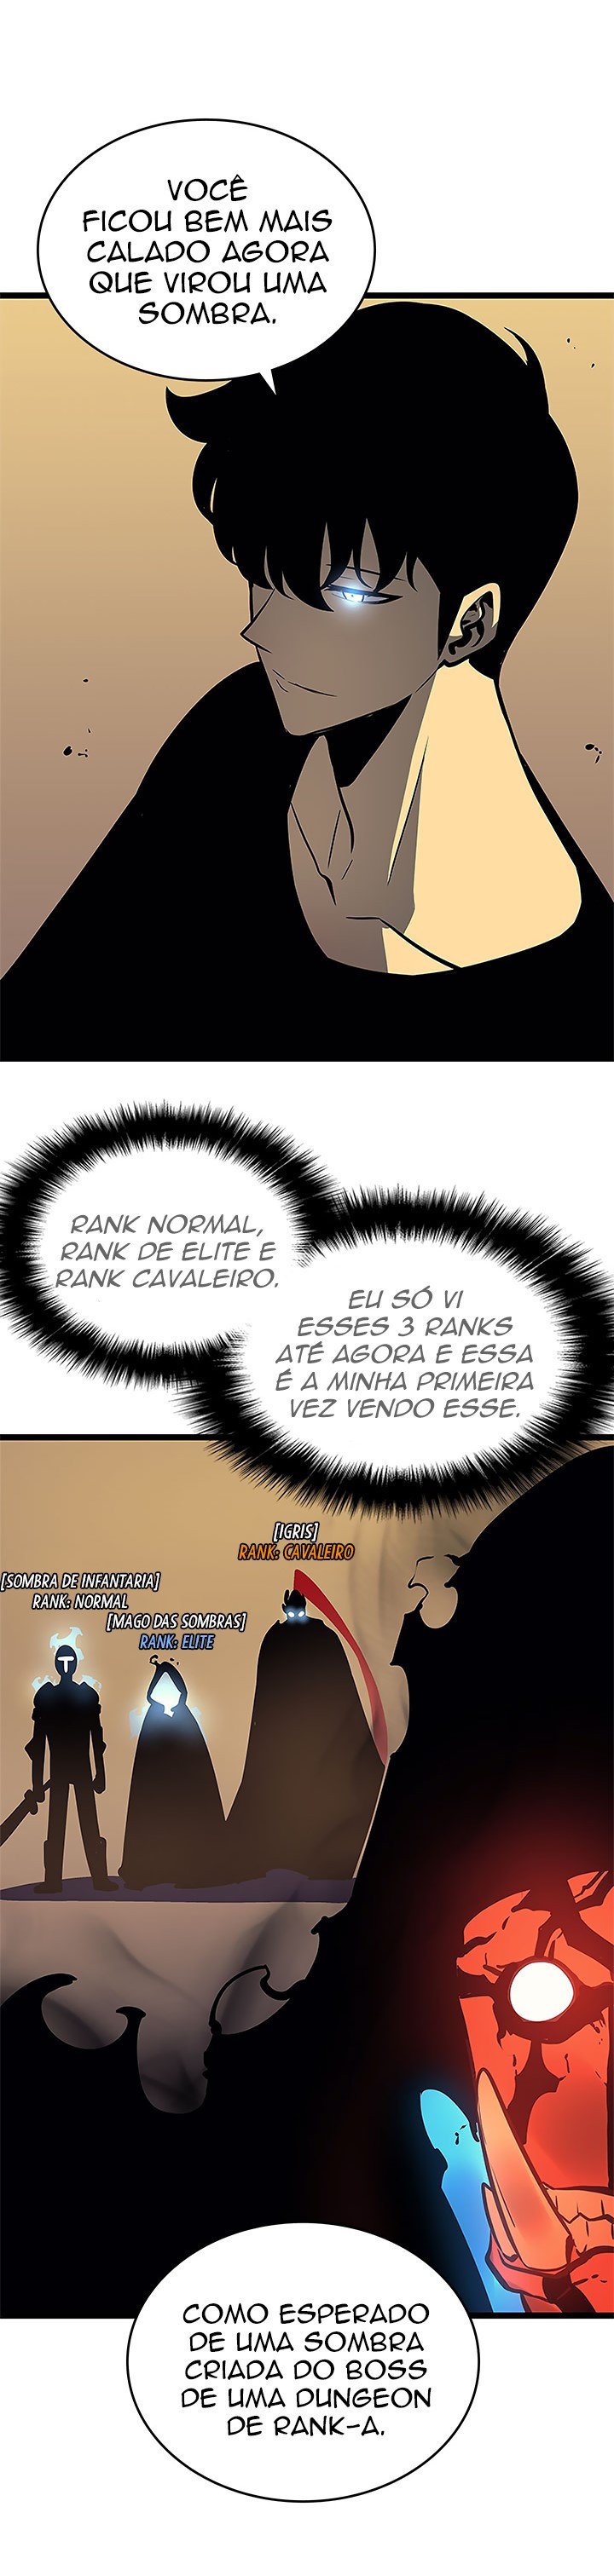 VOCÊ
FICOU BEM MAIS
CALADO AGORA
QUE VIROU UMA
SOMBRA.
RANK NORMAL,
RANK DE ELITE E
RANK CAVALEIRO.
EU SÓ VI
ESSES 3 RANKS
ATÉ AGORA E ESSA
É A MINHA PRIMEIRA
VEZ VENDO ESSE.
[IGRIS]
RANK: CAVALEIRO
[SOMBRA DE INFANTARIA]
RANK: NORMAL
[MAGO DAS SOMBRAS]
RANK: ELITE
COMO ESPERADO
DE UMA SOMBRA
CRIADA DO BOSS
DE UMA DUNGEON
DE RANK-A.